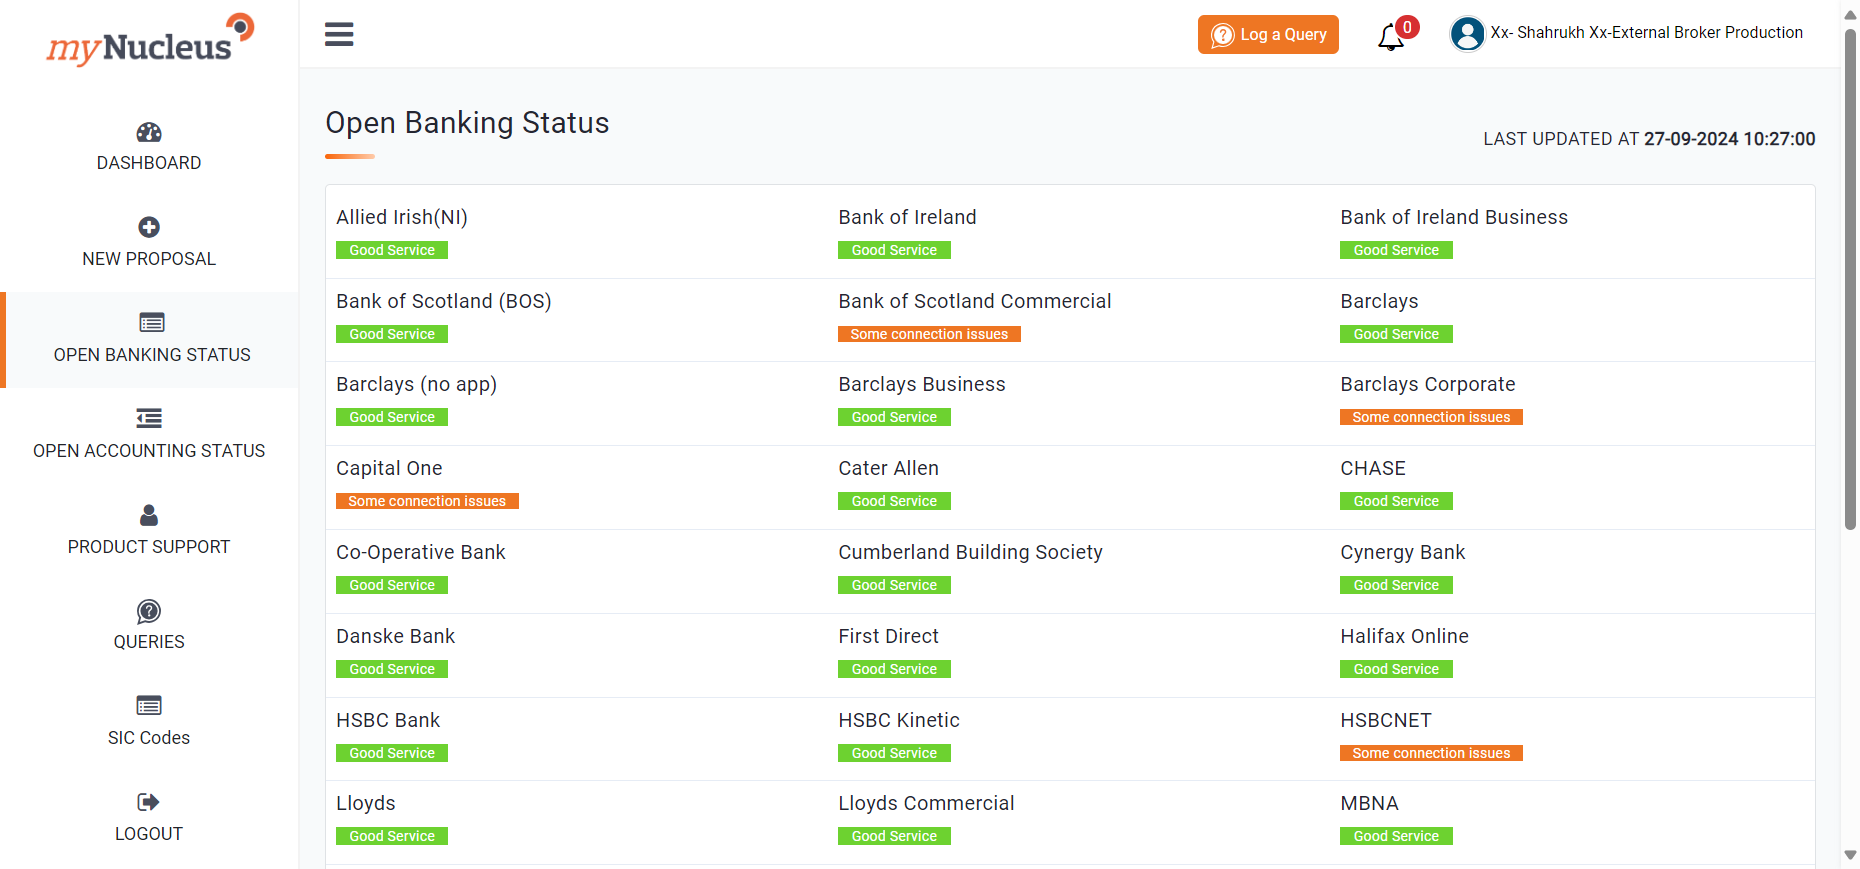 myNucleus
Log a Query
0
Xx- Shahrukh Xx-External Broker Production
DASHBOARD
NEW PROPOSAL
OPEN BANKING STATUS
OPEN ACCOUNTING STATUS
PRODUCT SUPPORT
QUERIES
SIC Codes
LOGOUT
Open Banking Status
LAST UPDATED AT 27-09-2024 10:27:00
Allied Irish(NI)
Good Service
Bank of Ireland
Good Service
Bank of Ireland Business
Good Service
Bank of Scotland (BOS)
Good Service
Bank of Scotland Commercial
Some connection issues
Barclays
Good Service
Barclays (no app)
Good Service
Barclays Business
Good Service
Barclays Corporate
Some connection issues
Capital One
Some connection issues
Cater Allen
Good Service
CHASE
Good Service
Co-Operative Bank
Good Service
Cumberland Building Society
Good Service
Cynergy Bank
Good Service
Danske Bank
Good Service
First Direct
Good Service
Halifax Online
Good Service
HSBC Bank
Good Service
HSBC Kinetic
Good Service
HSBCNET
Some connection issues
Lloyds
Good Service
Lloyds Commercial
Good Service
MBNA
Good Service